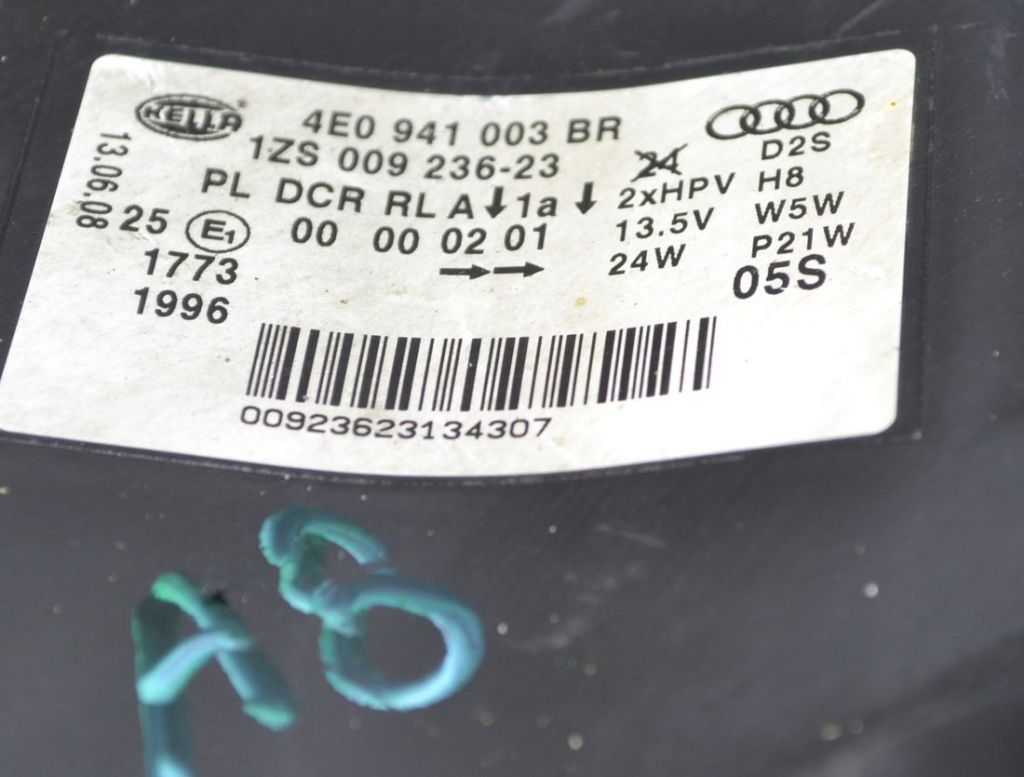 HELLA
4E0 941 003 BR
1ZS 009 236-23
13.06.08
PL DCR RL A ↓ 1a ↓
25 E1 00 00 02 01
→ →
1773
1996
24
2xHPV
13.5V
24W
D2S
H8
W5W
P21W
05S
00923623134307
A8